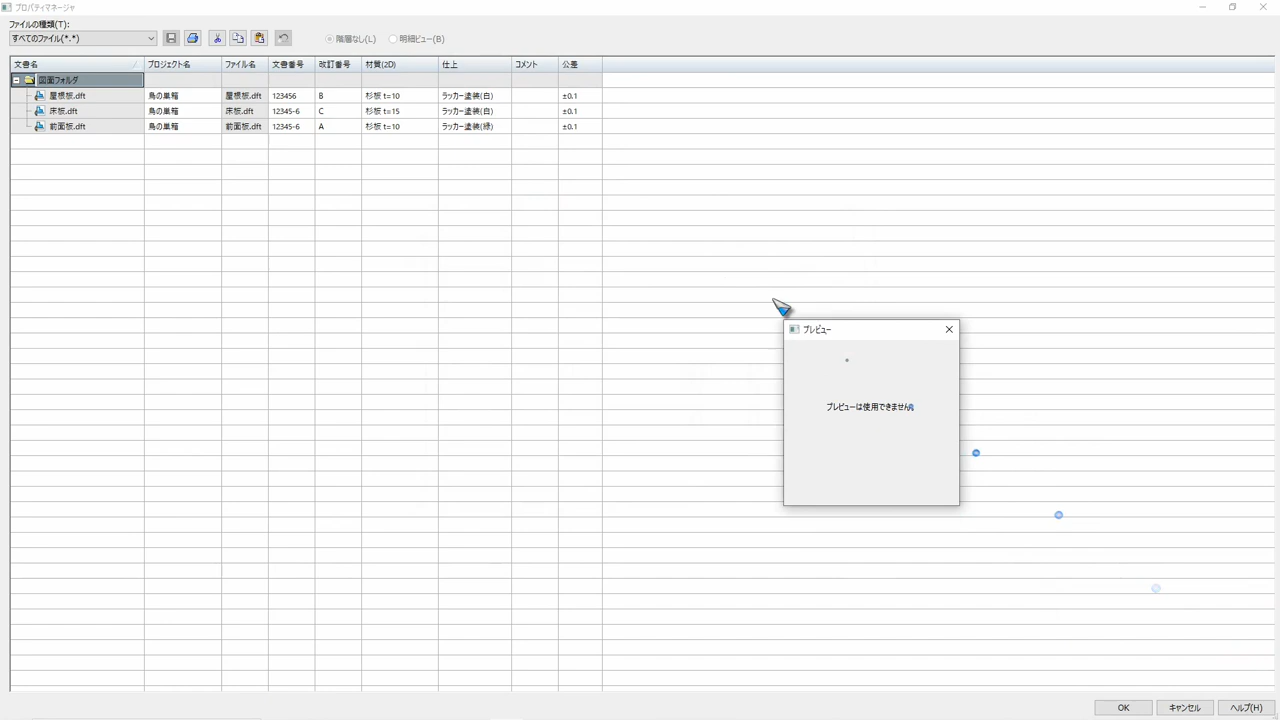 プロパティマネージャ
ファイルの種類(T):
すべてのファイル(*.*)
階層なし(L) 明細ビュー(B)
文書名 プロジェクト名 ファイル名 文書番号 改訂番号 材質(2D) 仕上 コメント 公差
図面フォルダ
屋根板.dft 鳥の巣箱 屋根板.dft 123456 B 杉板 t=10 ラッカー塗装(白) ±0.1
床板.dft 鳥の巣箱 床板.dft 12345-6 C 杉板 t=15 ラッカー塗装(白) ±0.1
前面板.dft 鳥の巣箱 前面板.dft 12345-6 A 杉板 t=10 ラッカー塗装(緑) ±0.1
プレビュー
プレビューは使用できません
OK キャンセル ヘルプ(H)